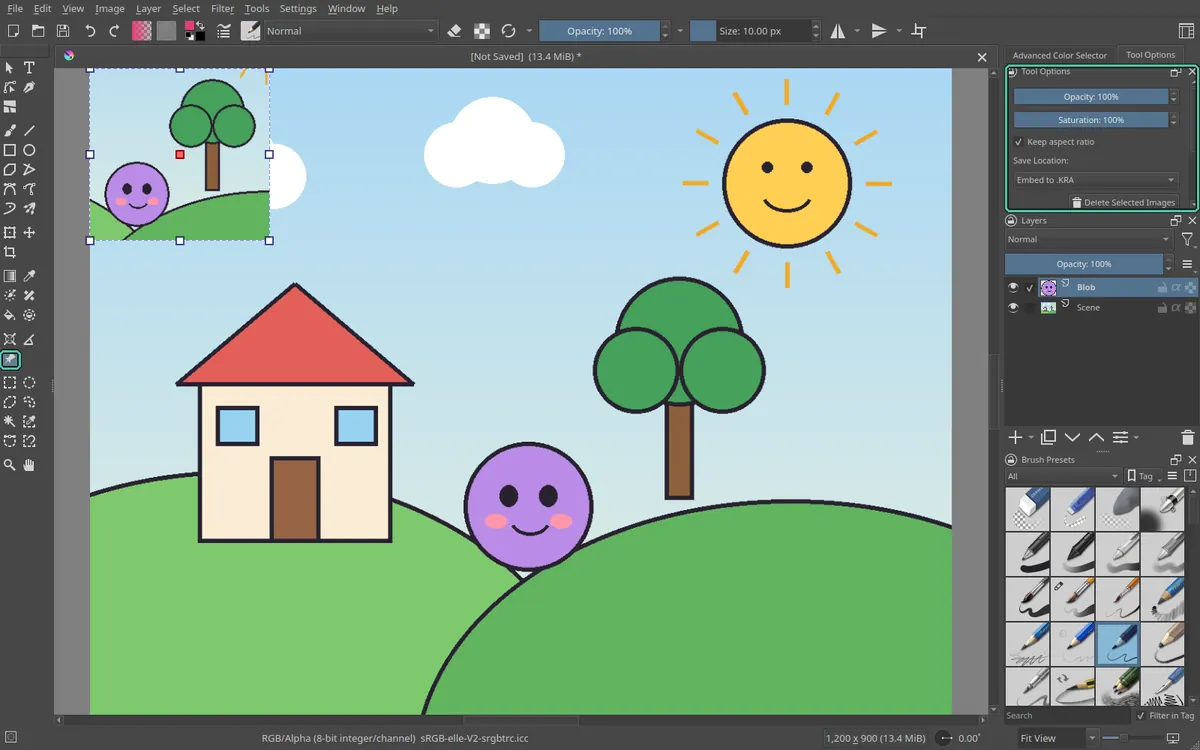 File Edit View Image Layer Select Filter Tools Settings Window Help
Normal Opacity: 100% Size: 10.00 px
[Not Saved] (13.4 MiB) *
Advanced Color Selector Tool Options
Tool Options
Opacity: 100%
Saturation: 100%
Keep aspect ratio
Save Location:
Embed to .KRA
Delete Selected Images
Layers
Normal
Opacity: 100%
Blob
Scene
Brush Presets
All Tag
Search Filter in Tag
RGB/Alpha (8-bit integer/channel) sRGB-elle-V2-srgbtrc.icc 1,200 x 900 (13.4 MiB) 0.00° Fit View